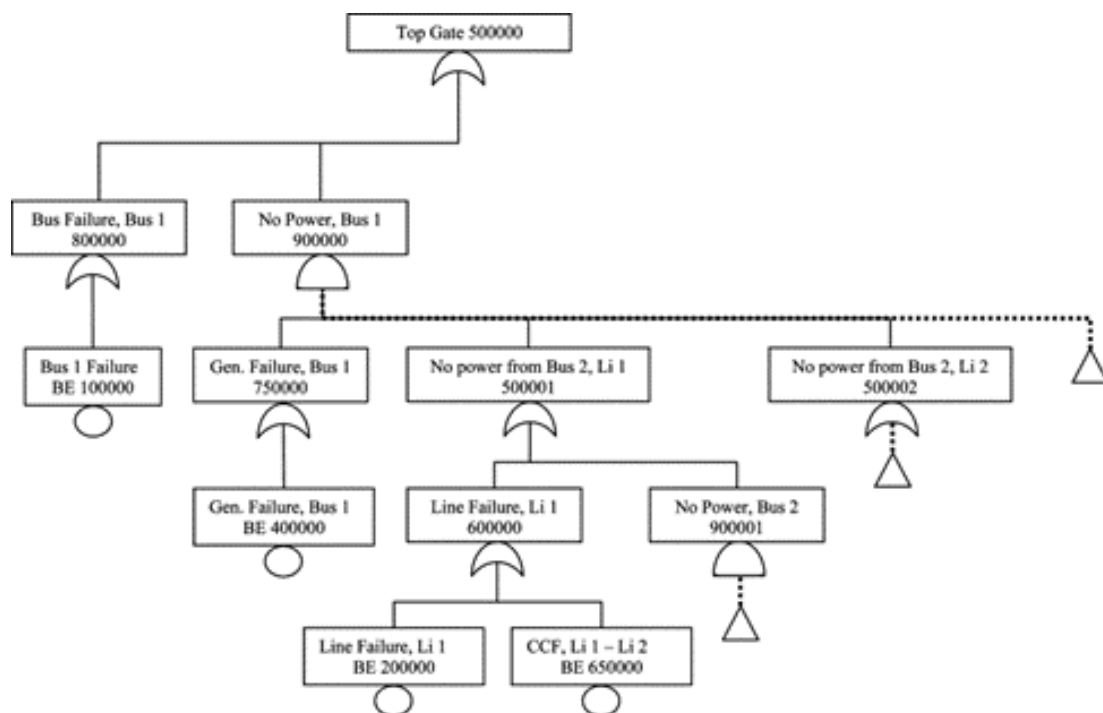 Top Gate 500000
Bus Failure, Bus 1
800000
No Power, Bus 1
900000
Bus 1 Failure
BE 100000
Gen. Failure, Bus 1
750000
No power from Bus 2, Li 1
500001
No power from Bus 2, Li 2
500002
Gen. Failure, Bus 1
BE 400000
Line Failure, Li 1
600000
No Power, Bus 2
900001
Line Failure, Li 1
BE 200000
CCF, Li 1 – Li 2
BE 650000